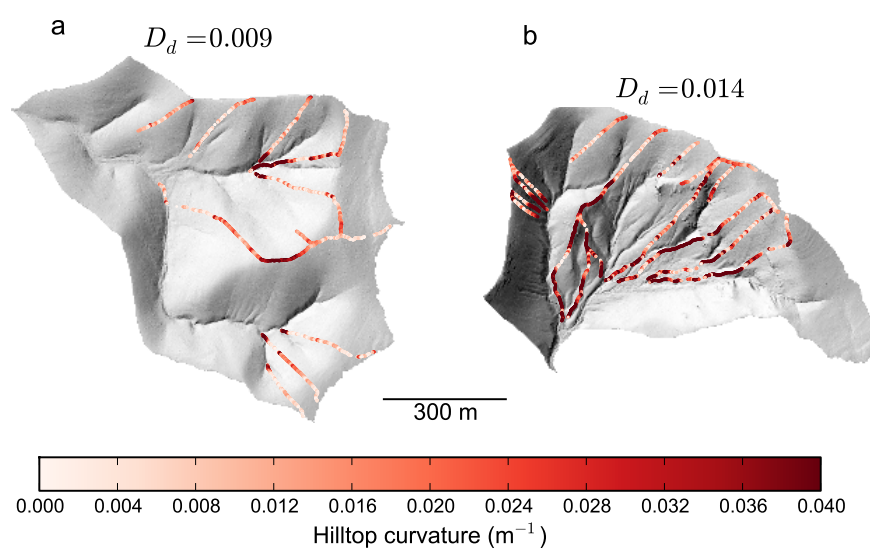 a
D_d = 0.009
b
D_d = 0.014
300 m
0.000 0.004 0.008 0.012 0.016 0.020 0.024 0.028 0.032 0.036 0.040
Hilltop curvature (m⁻¹)